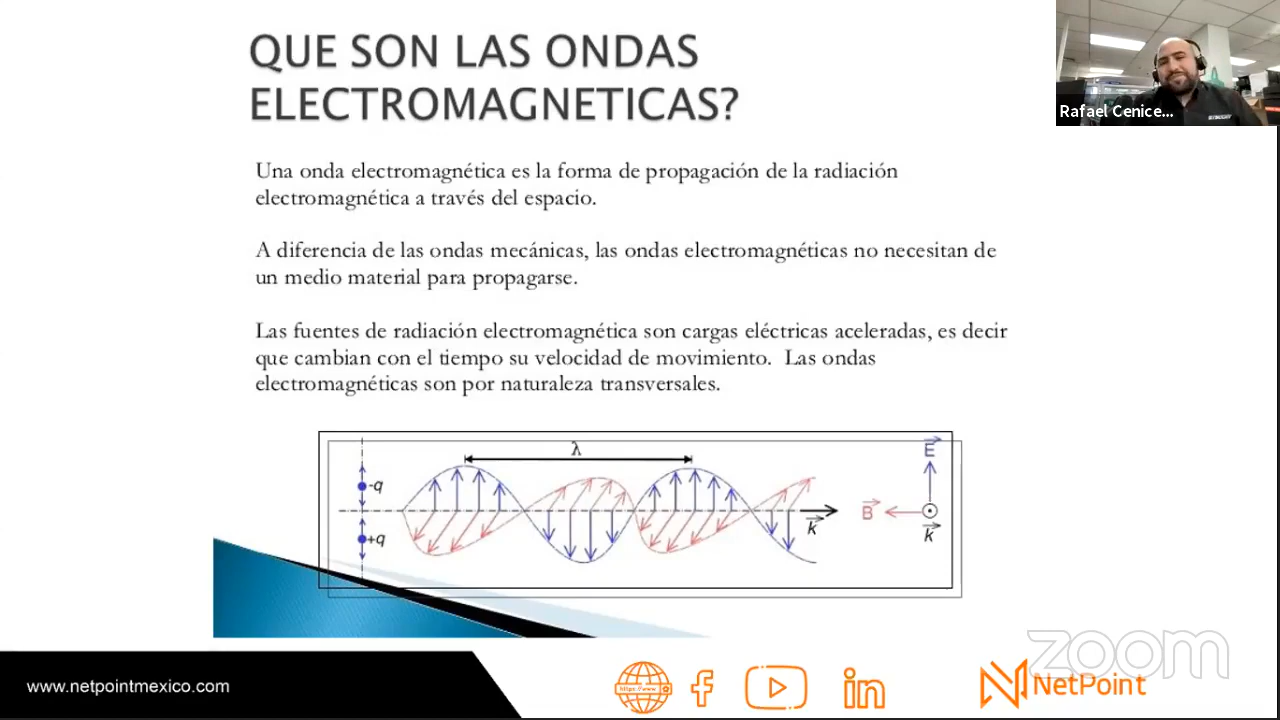 QUE SON LAS ONDAS
ELECTROMAGNETICAS?
Rafael Cenice...
Una onda electromagnética es la forma de propagación de la radiación
electromagnética a través del espacio.
A diferencia de las ondas mecánicas, las ondas electromagnéticas no necesitan de
un medio material para propagarse.
Las fuentes de radiación electromagnética son cargas eléctricas aceleradas, es decir
que cambian con el tiempo su velocidad de movimiento. Las ondas
electromagnéticas son por naturaleza transversales.
λ
E
-q
B
k
k
+q
zoom
www.netpointmexico.com
https://www
in
NetPoint